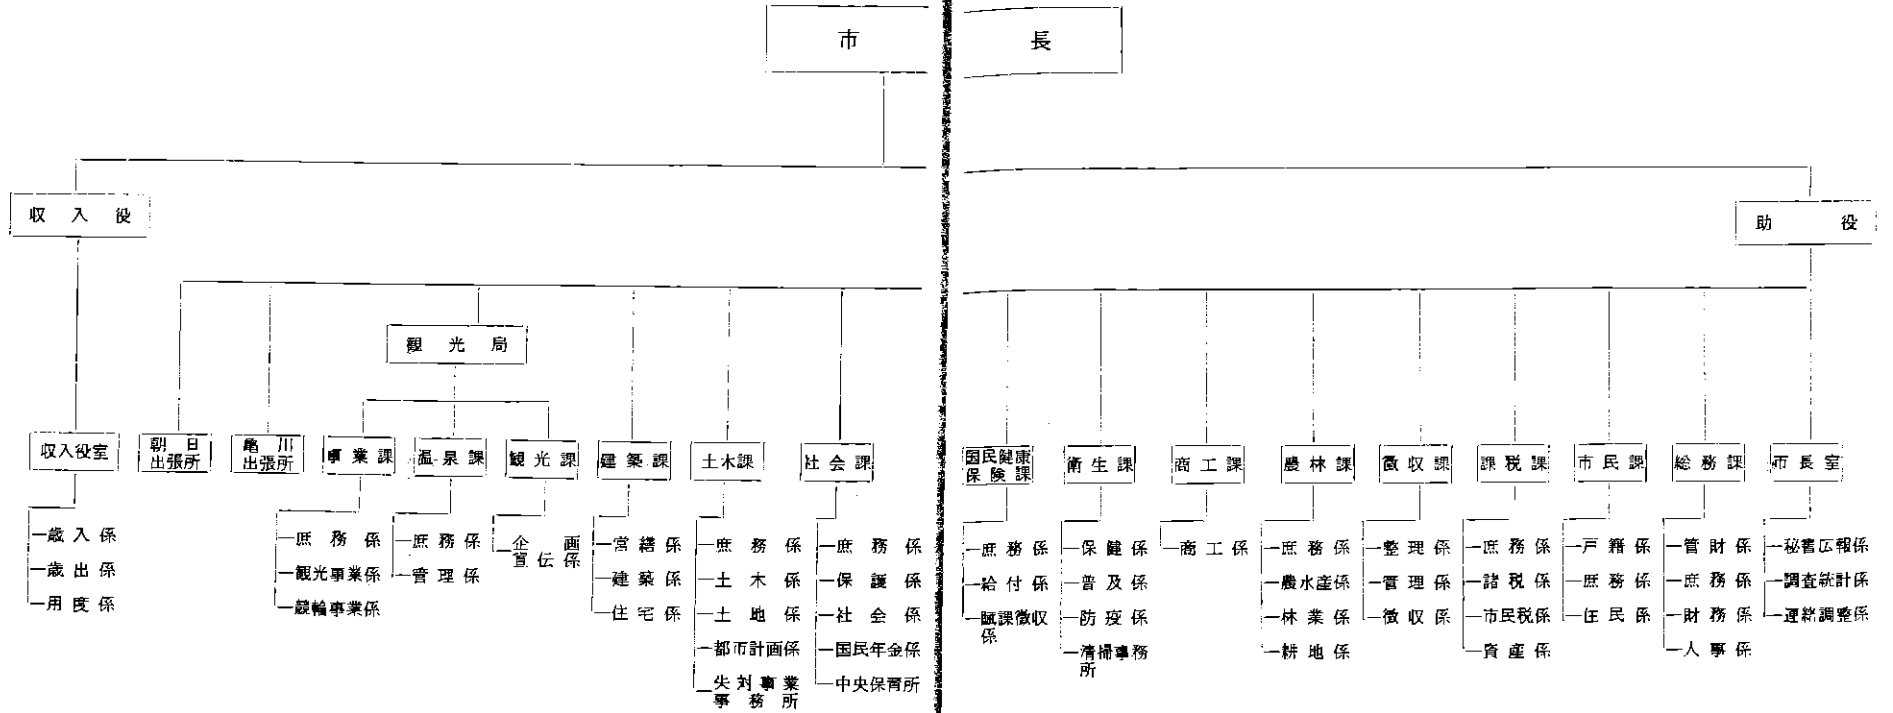 市長
収入役
助役
観光局
収入役室
朝日
出張所
亀川
出張所
事業課
温泉課
観光課
建築課
土木課
社会課
国民健康
保険課
衛生課
商工課
農林課
徴収課
課税課
市民課
総務課
市長室
歳入係
歳出係
用度係
庶務係
観光事業係
競輪事業係
庶務係
管理係
企画
宣伝係
営繕係
建築係
住宅係
庶務係
土木係
土地係
都市計画係
失対事業
事務所
庶務係
保護係
社会係
国民年金係
中央保育所
庶務係
給付係
賦課徴収
係
保健係
普及係
防疫係
清掃事務
所
商工係
庶務係
農水産係
林業係
耕地係
整理係
管理係
徴収係
庶務係
諸税係
市民税係
資産係
戸籍係
庶務係
住民係
管財係
庶務係
財務係
人事係
秘書広報係
調査統計係
連絡調整係